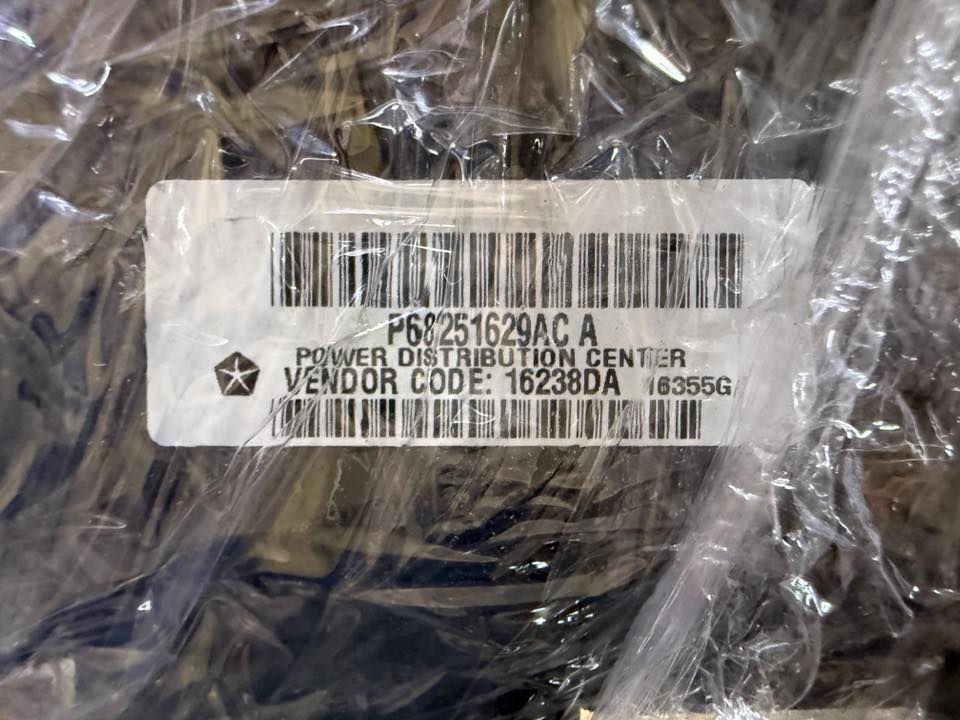 P68251629AC A
POWER DISTRIBUTION CENTER
VENDOR CODE: 16238DA 16355G